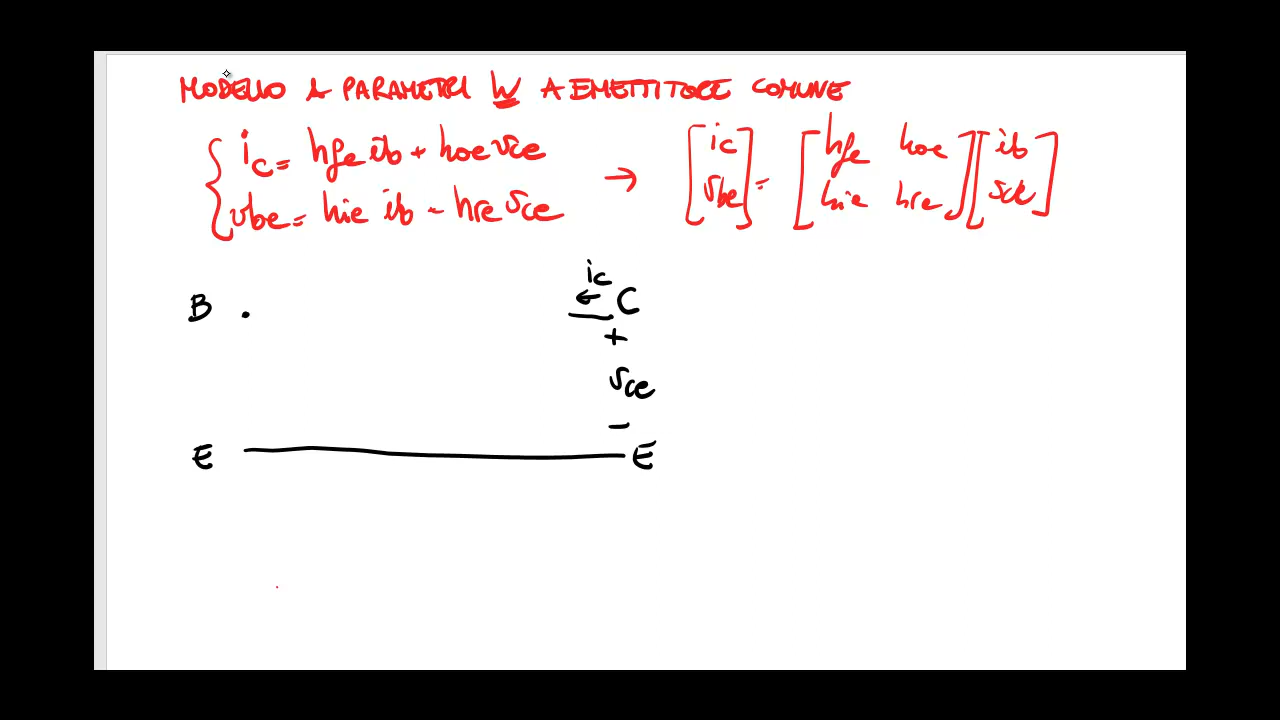 MODELLO A PARAMETRI h A EMETTITORE COMUNE
{ ic = hfe ib + hoe vce → [ic] = [hfe hoe] [ib]
vbe = hie ib - hre vce [vbe] [hie hre] [vce]
ic
B . ← C
+
vce
-
E E